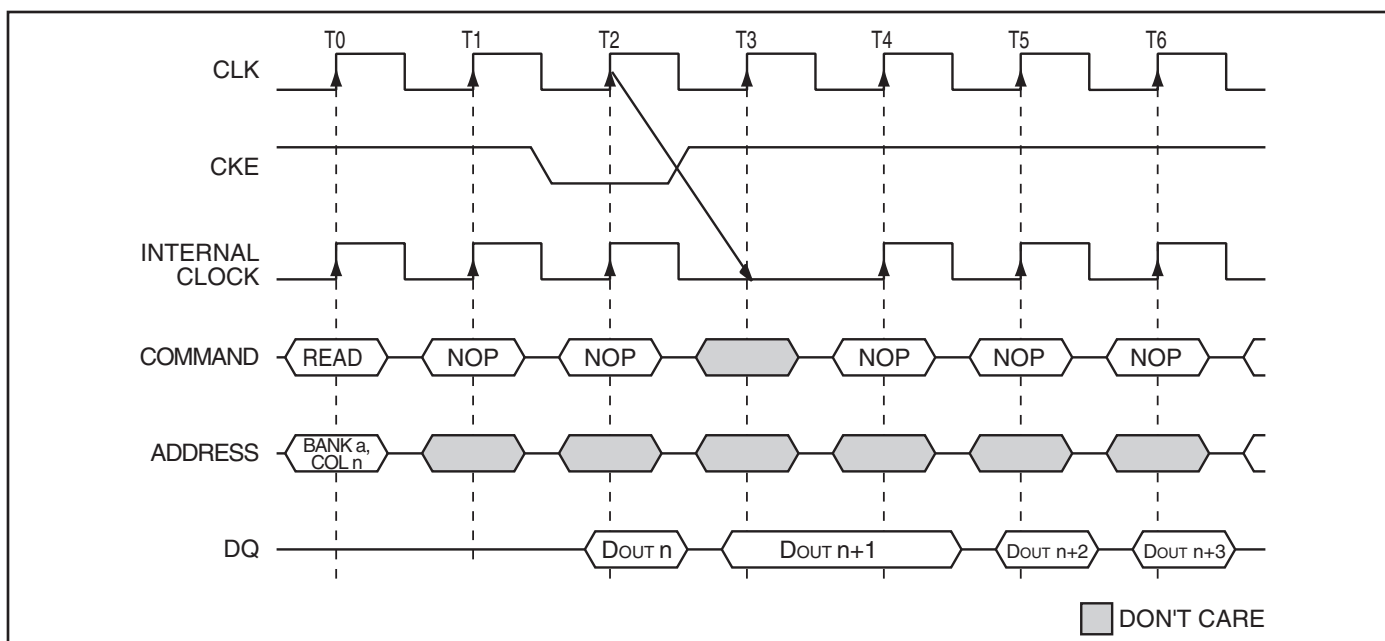 T0 T1 T2 T3 T4 T5 T6
CLK
CKE
INTERNAL
CLOCK
COMMAND READ NOP NOP NOP NOP NOP
ADDRESS BANK a,
COL n
DQ DOUT n DOUT n+1 DOUT n+2 DOUT n+3
DON'T CARE